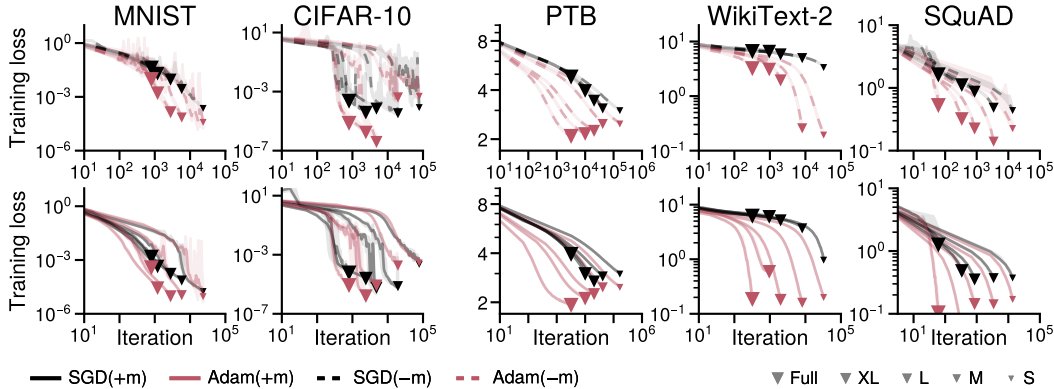 MNIST CIFAR-10 PTB WikiText-2 SQuAD
Training loss
10^0 10^-3 10^-6
10^1 10^2 10^3 10^4 10^5
10^1 10^-3 10^-7
10^1 10^2 10^3 10^4 10^5
8 4 2
10^1 10^2 10^3 10^4 10^5 10^6
10^1 10^0 10^-1
10^1 10^2 10^3 10^4 10^5
10^1 10^0 10^-1
10^1 10^2 10^3 10^4 10^5
Training loss
10^0 10^-3 10^-6
10^1 Iteration 10^5
10^1 10^-3 10^-7
10^1 Iteration 10^5
8 4 2
10^1 Iteration 10^6
10^1 10^0 10^-1
10^1 Iteration 10^5
10^1 10^0 10^-1
10^1 Iteration 10^5
SGD(+m) Adam(+m) SGD(−m) Adam(−m) Full XL L M S